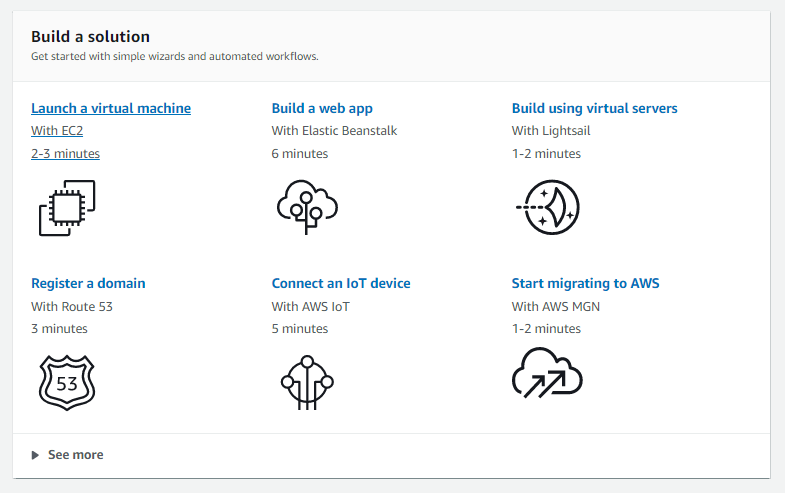 Build a solution
Get started with simple wizards and automated workflows.
Launch a virtual machine
With EC2
2-3 minutes
Build a web app
With Elastic Beanstalk
6 minutes
Build using virtual servers
With Lightsail
1-2 minutes
Register a domain
With Route 53
3 minutes
53
Connect an IoT device
With AWS IoT
5 minutes
Start migrating to AWS
With AWS MGN
1-2 minutes
See more